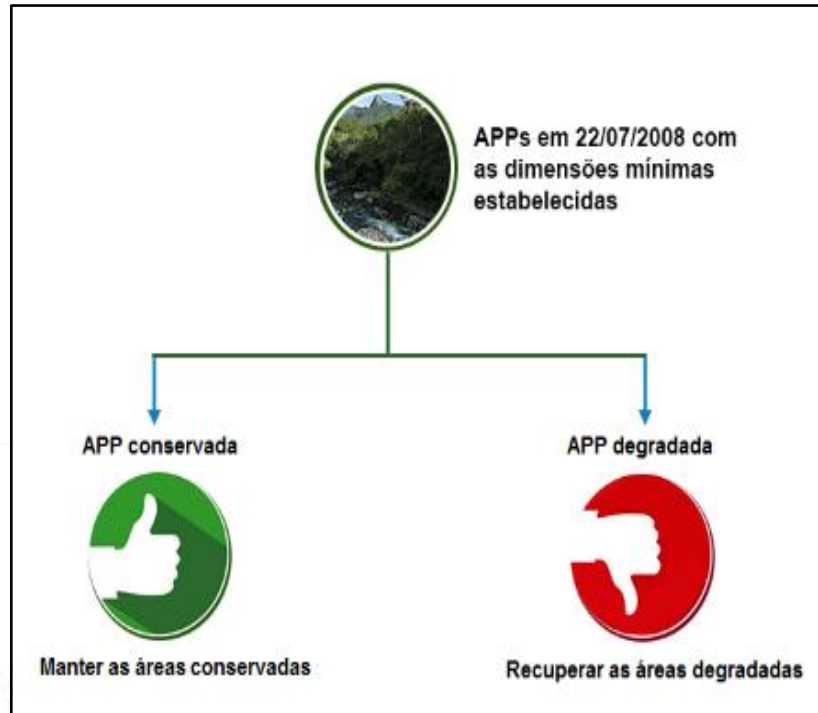 APPs em 22/07/2008 com
as dimensões mínimas
estabelecidas
APP conservada
APP degradada
Manter as áreas conservadas
Recuperar as áreas degradadas